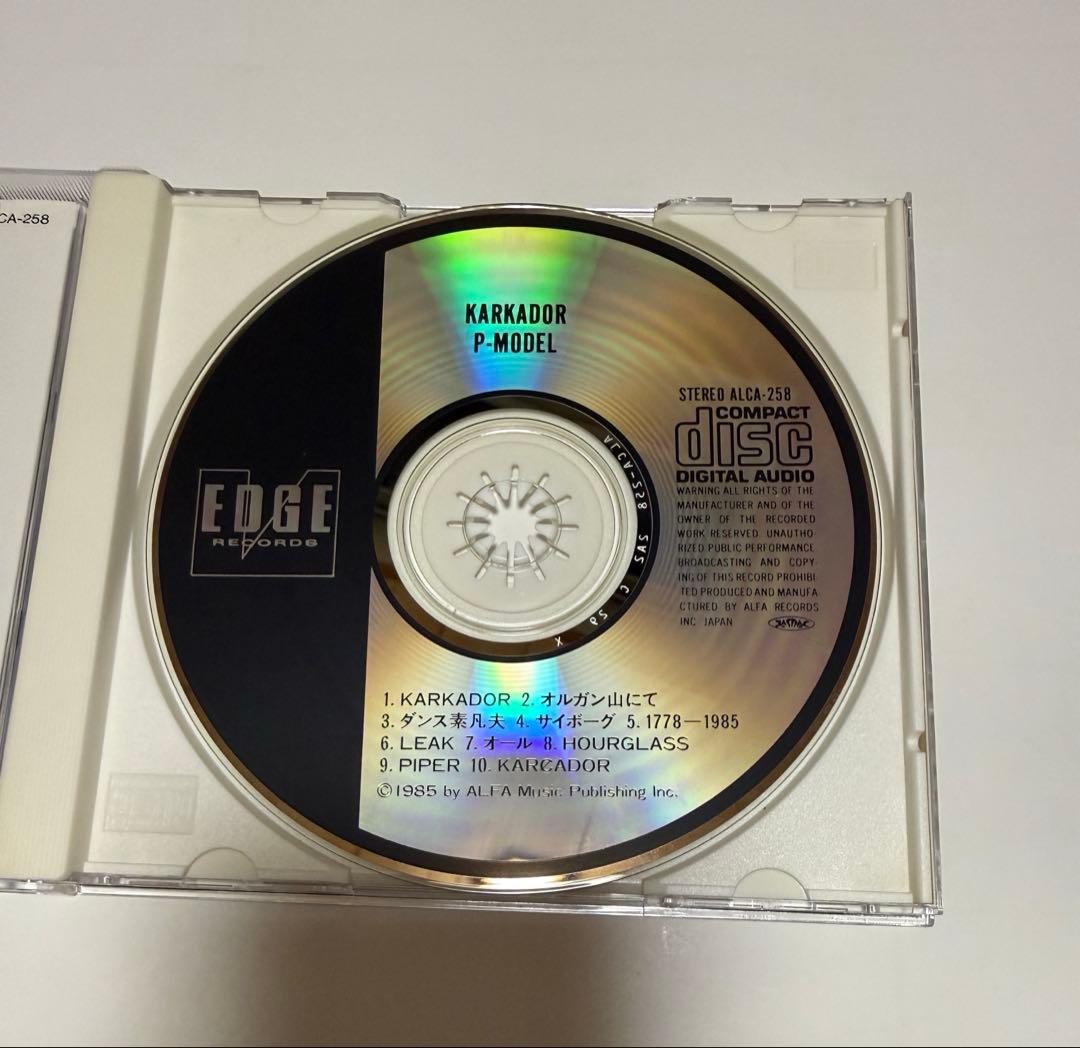 CA-258
KARKADOR
P-MODEL
EDGE
RECORDS
STEREO ALCA-258
COMPACT
disc
DIGITAL AUDIO
WARNING ALL RIGHTS OF THE
MANUFACTURER AND OF THE
OWNER OF THE RECORDED
WORK RESERVED. UNAUTHO-
RIZED PUBLIC PERFORMANCE
BROADCASTING AND COPY-
ING OF THIS RECORD PROHIBI
TED PRODUCED AND MANUFA
CTURED BY ALFA RECORDS
INC JAPAN
JASRAC
1. KARKADOR 2. オルガン山にて
3. ダンス素凡夫 4. サイボーグ 5. 1778—1985
6. LEAK 7. オール 8. HOURGLASS
9. PIPER 10. KARCADOR
©1985 by ALFA Music Publishing Inc.